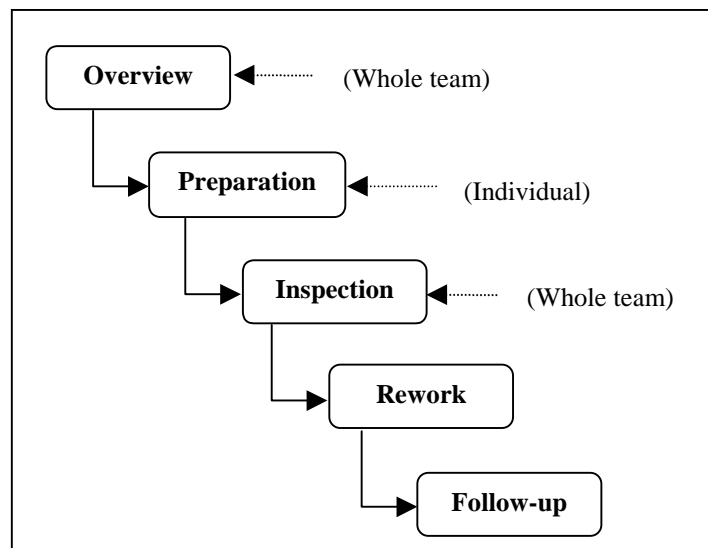 Overview
(Whole team)
Preparation
(Individual)
Inspection
(Whole team)
Rework
Follow-up